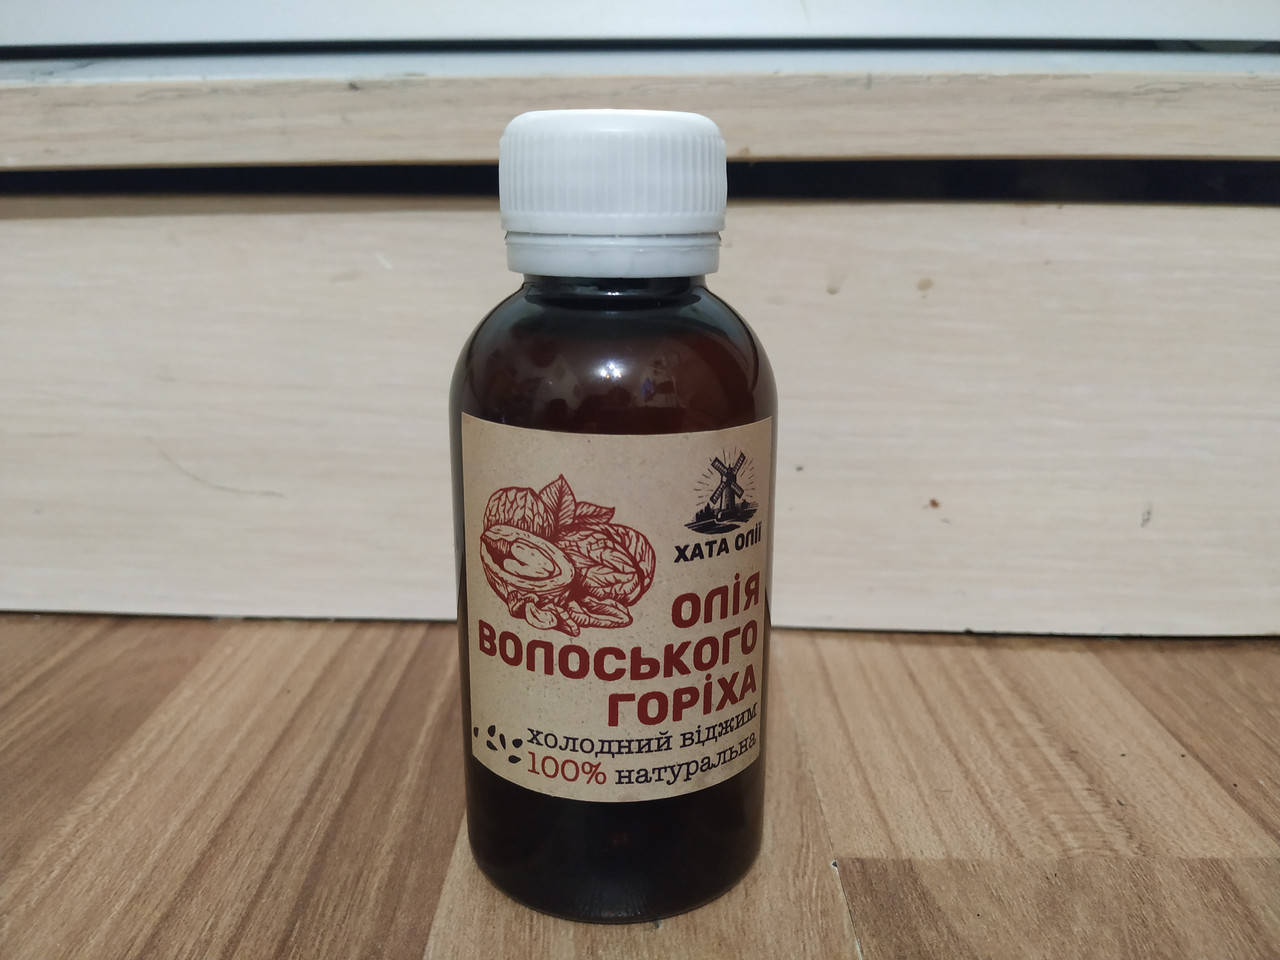 ХАТА ОЛІЇ
ОЛІЯ
ВОЛОСЬКОГО
ГОРІХА
холодний віджим
100% натуральна